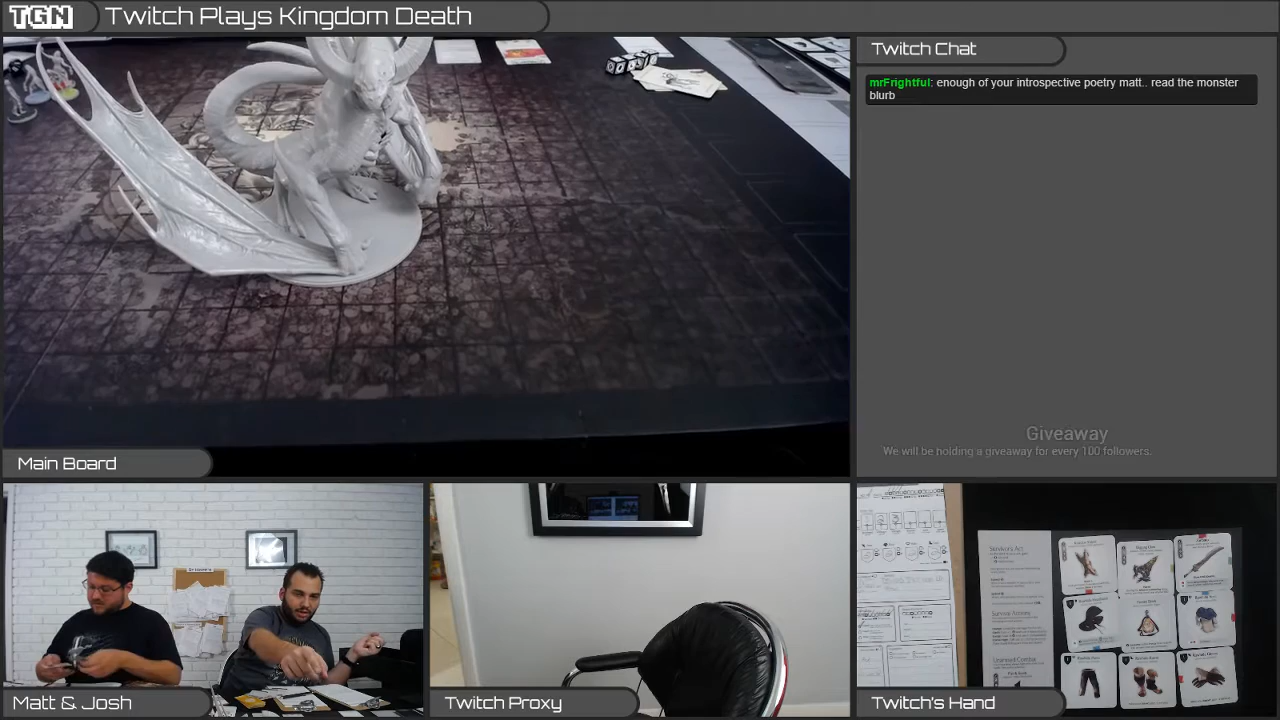 TGN Twitch Plays Kingdom Death
Twitch Chat
mrFrightful: enough of your introspective poetry matt.. read the monster
blurb
Giveaway
We will be holding a giveaway for every 100 followers.
Main Board
Matt & Josh
Twitch Proxy
Twitch's Hand